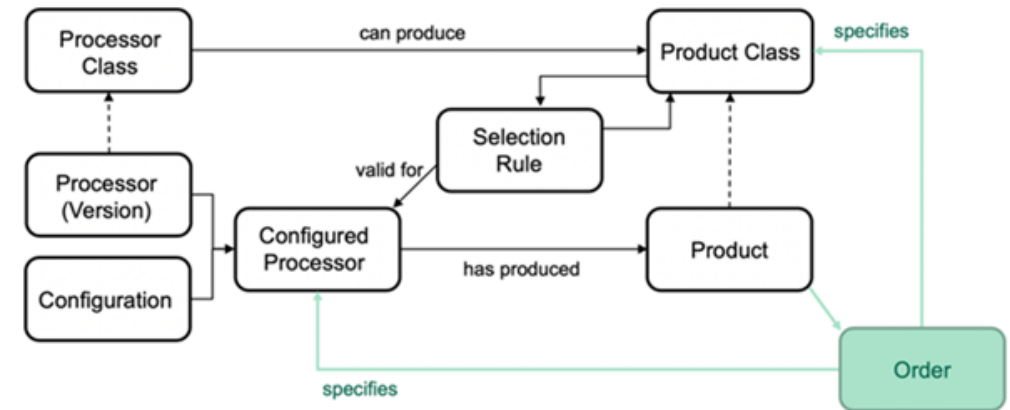 Processor
Class
can produce
Product Class
specifies
Selection
Rule
valid for
Processor
(Version)
Configured
Processor
has produced
Product
Configuration
specifies
Order